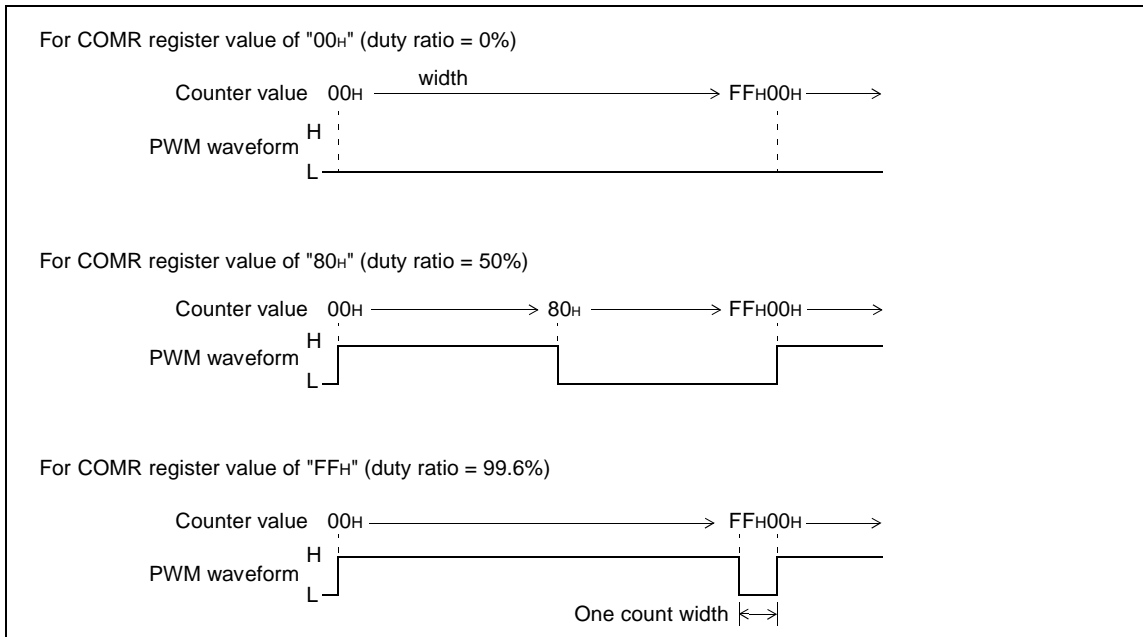 For COMR register value of "00H" (duty ratio = 0%)
width
Counter value 00H FFH00H
H
PWM waveform
L
For COMR register value of "80H" (duty ratio = 50%)
Counter value 00H 80H FFH00H
H
PWM waveform
L
For COMR register value of "FFH" (duty ratio = 99.6%)
Counter value 00H FFH00H
H
PWM waveform
L
One count width